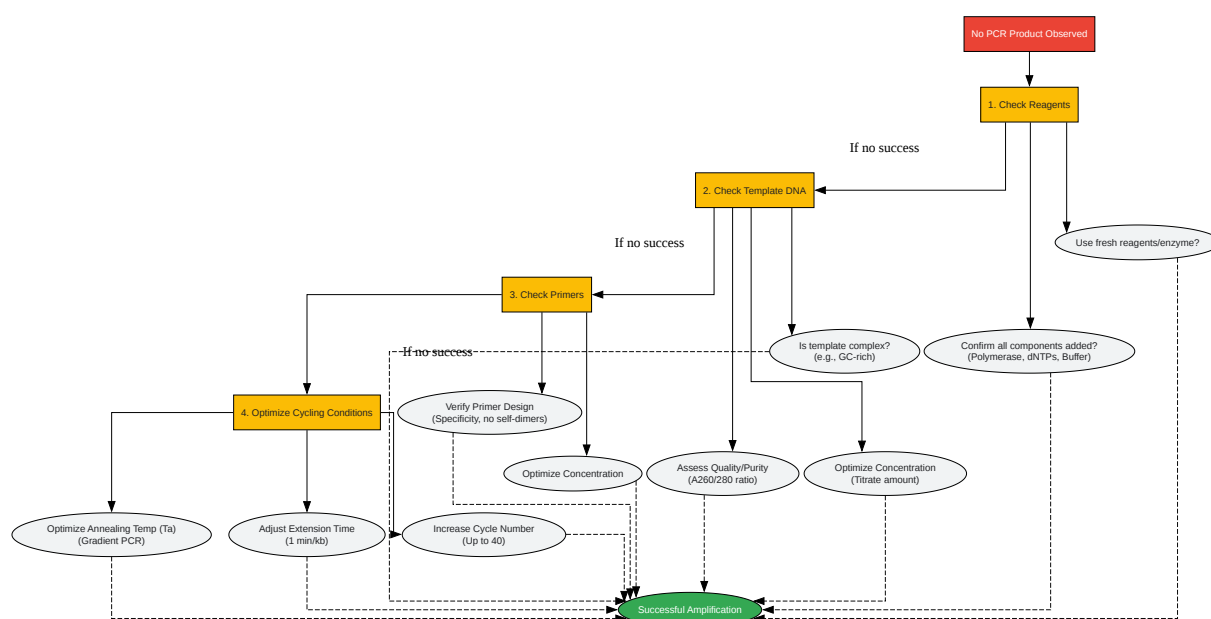 No PCR Product Observed
1. Check Reagents
If no success
2. Check Template DNA
Use fresh reagents/enzyme?
If no success
3. Check Primers
Is template complex?
(e.g., GC-rich)
Confirm all components added?
(Polymerase, dNTPs, Buffer)
If no success
4. Optimize Cycling Conditions
Verify Primer Design
(Specificity, no self-dimers)
Optimize Concentration
Assess Quality/Purity
(A260/280 ratio)
Optimize Concentration
(Titrate amount)
Optimize Annealing Temp (Ta)
(Gradient PCR)
Adjust Extension Time
(1 min/kb)
Increase Cycle Number
(Up to 40)
Successful Amplification